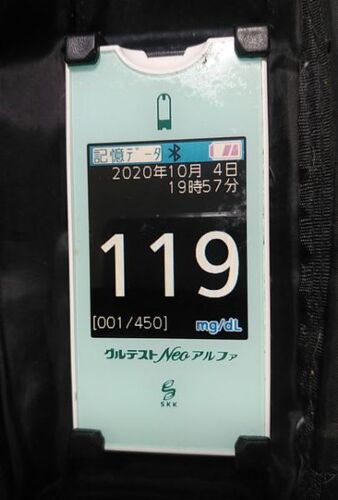 記憶データ
2020年10月 4日
19時57分
119
[001/450] mg/dL
グルテストNeoアルファ
SKK